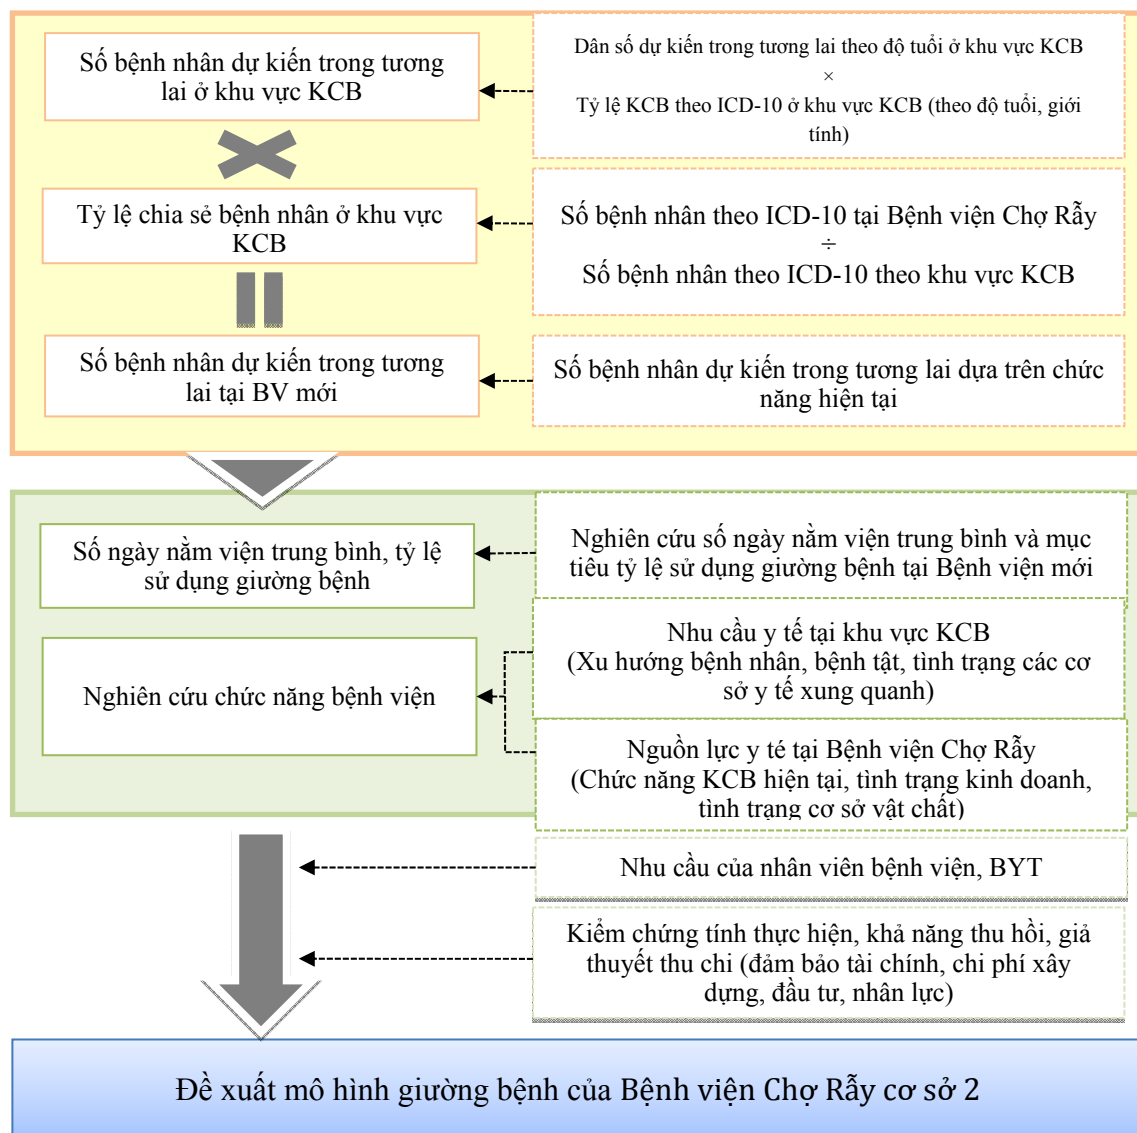 Số bệnh nhân dự kiến trong tương
lai ở khu vực KCB
Dân số dự kiến trong tương lai theo độ tuổi ở khu vực KCB
×
Tỷ lệ KCB theo ICD-10 ở khu vực KCB (theo độ tuổi, giới
tính)
Tỷ lệ chia sẻ bệnh nhân ở khu vực
KCB
Số bệnh nhân theo ICD-10 tại Bệnh viện Chợ Rẫy
÷
Số bệnh nhân theo ICD-10 theo khu vực KCB
Số bệnh nhân dự kiến trong tương
lai tại BV mới
Số bệnh nhân dự kiến trong tương lai dựa trên chức
năng hiện tại
Số ngày nằm viện trung bình, tỷ lệ
sử dụng giường bệnh
Nghiên cứu số ngày nằm viện trung bình và mục
tiêu tỷ lệ sử dụng giường bệnh tại Bệnh viện mới
Nghiên cứu chức năng bệnh viện
Nhu cầu y tế tại khu vực KCB
(Xu hướng bệnh nhân, bệnh tật, tình trạng các cơ
sở y tế xung quanh)
Nguồn lực y té tại Bệnh viện Chợ Rẫy
(Chức năng KCB hiện tại, tình trạng kinh doanh,
tình trạng cơ sở vật chất)
Nhu cầu của nhân viên bệnh viện, BYT
Kiểm chứng tính thực hiện, khả năng thu hồi, giả
thuyết thu chi (đảm bảo tài chính, chi phí xây
dựng, đầu tư, nhân lực)
Đề xuất mô hình giường bệnh của Bệnh viện Chợ Rẫy cơ sở 2